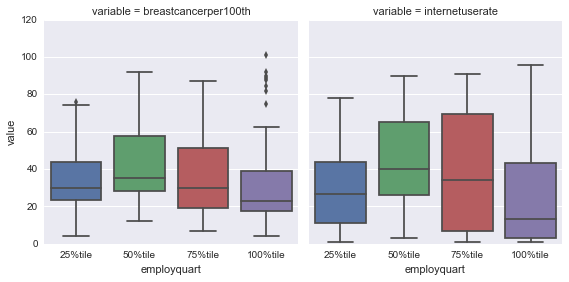 variable = breastcancerper100th
variable = internetuserate
120
100
80
60
40
20
0
value
25%tile 50%tile 75%tile 100%tile
25%tile 50%tile 75%tile 100%tile
employquart
employquart